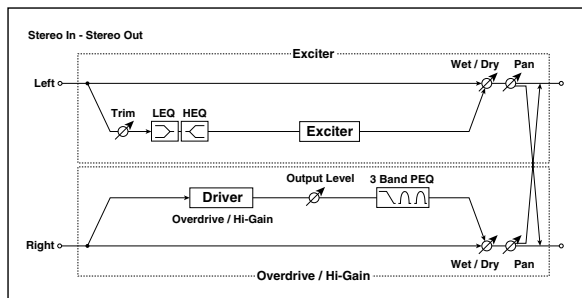 Stereo In - Stereo Out
Exciter
Wet / Dry Pan
Left
Trim LEQ HEQ
Exciter
Output Level 3 Band PEQ
Driver
Overdrive / Hi-Gain
Right
Wet / Dry Pan
Overdrive / Hi-Gain